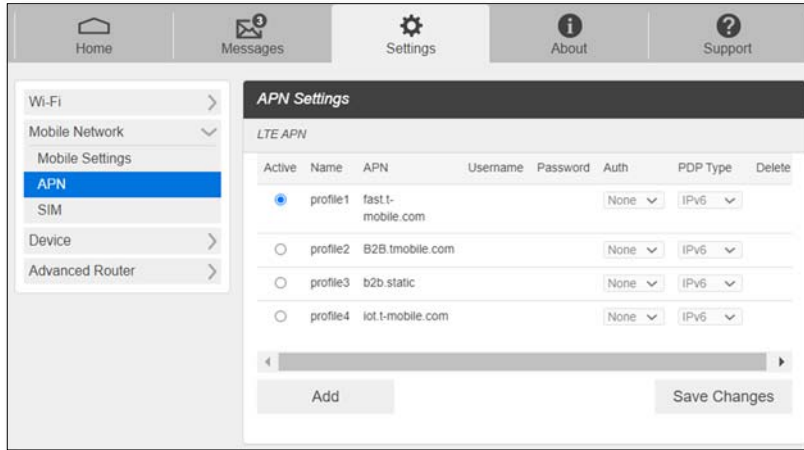 3
Home Messages Settings About Support
Wi-Fi
Mobile Network
Mobile Settings
APN
SIM
Device
Advanced Router
APN Settings
LTE APN
Active Name APN Username Password Auth PDP Type Delete
profile1 fast.t-
mobile.com None IPv6
profile2 B2B.tmobile.com None IPv6
profile3 b2b.static None IPv6
profile4 iot.t-mobile.com None IPv6
Add Save Changes